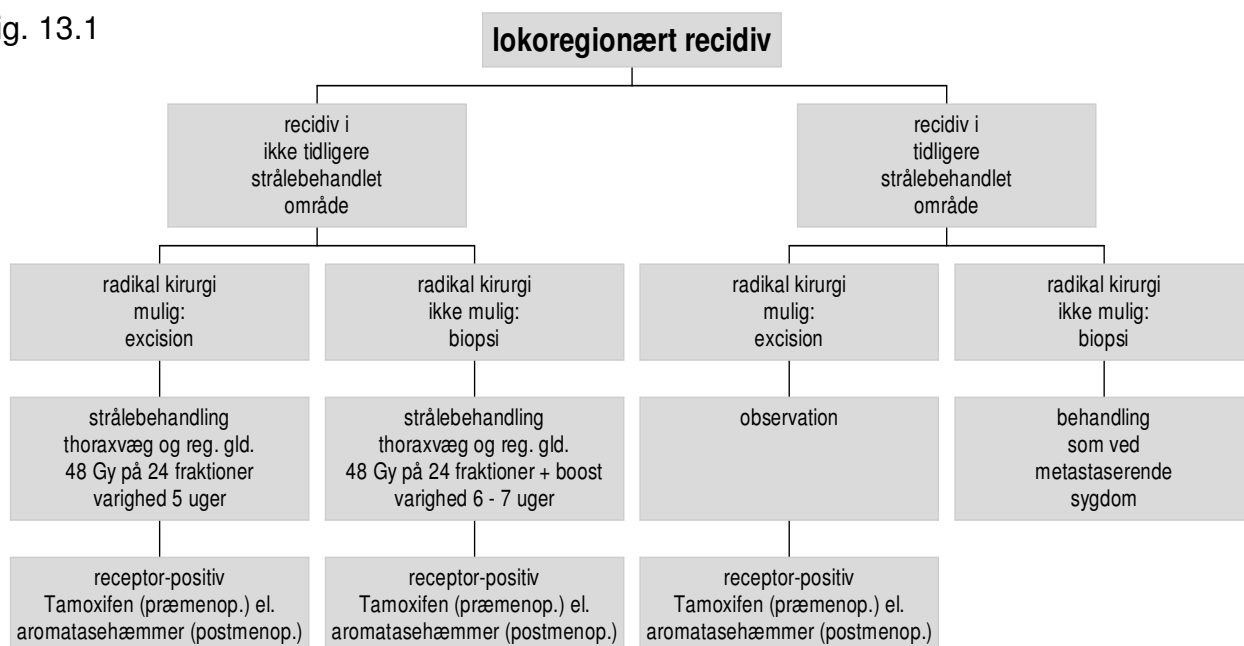 ig. 13.1
lokoregionært recidiv
recidiv i
ikke tidligere
strålebehandlet
område
recidiv i
tidligere
strålebehandlet
område
radikal kirurgi
mulig:
excision
radikal kirurgi
ikke mulig:
biopsi
radikal kirurgi
mulig:
excision
radikal kirurgi
ikke mulig:
biopsi
strålebehandling
thoraxvæg og reg. gld.
48 Gy på 24 fraktioner
varighed 5 uger
strålebehandling
thoraxvæg og reg. gld.
48 Gy på 24 fraktioner + boost
varighed 6 - 7 uger
observation
behandling
som ved
metastaserende
sygdom
receptor-positiv
Tamoxifen (præmenop.) el.
aromatasehæmmer (postmenop.)
receptor-positiv
Tamoxifen (præmenop.) el.
aromatasehæmmer (postmenop.)
receptor-positiv
Tamoxifen (præmenop.) el.
aromatasehæmmer (postmenop.)